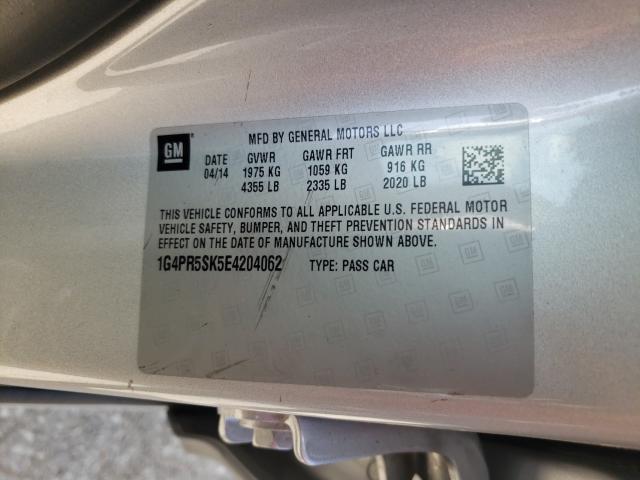 GM
MFD BY GENERAL MOTORS LLC
DATE GVWR GAWR FRT GAWR RR
04/14 1975 KG 1059 KG 916 KG
4355 LB 2335 LB 2020 LB
THIS VEHICLE CONFORMS TO ALL APPLICABLE U.S. FEDERAL MOTOR
VEHICLE SAFETY, BUMPER, AND THEFT PREVENTION STANDARDS IN
EFFECT ON THE DATE OF MANUFACTURE SHOWN ABOVE.
1G4PR5SK5E4204062 TYPE: PASS CAR